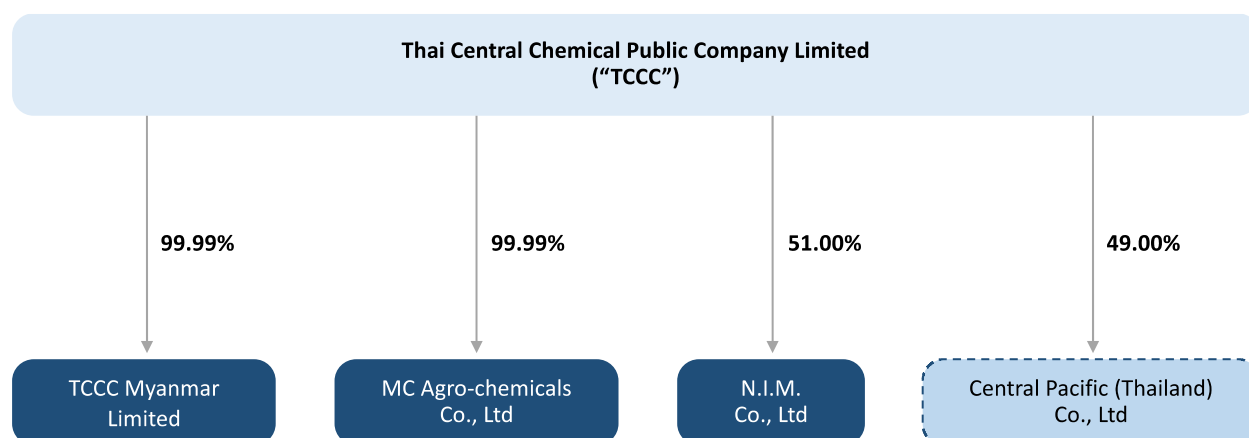 Thai Central Chemical Public Company Limited
(“TCCC”)
99.99%
99.99%
51.00%
49.00%
TCCC Myanmar
Limited
MC Agro-chemicals
Co., Ltd
N.I.M.
Co., Ltd
Central Pacific (Thailand)
Co., Ltd